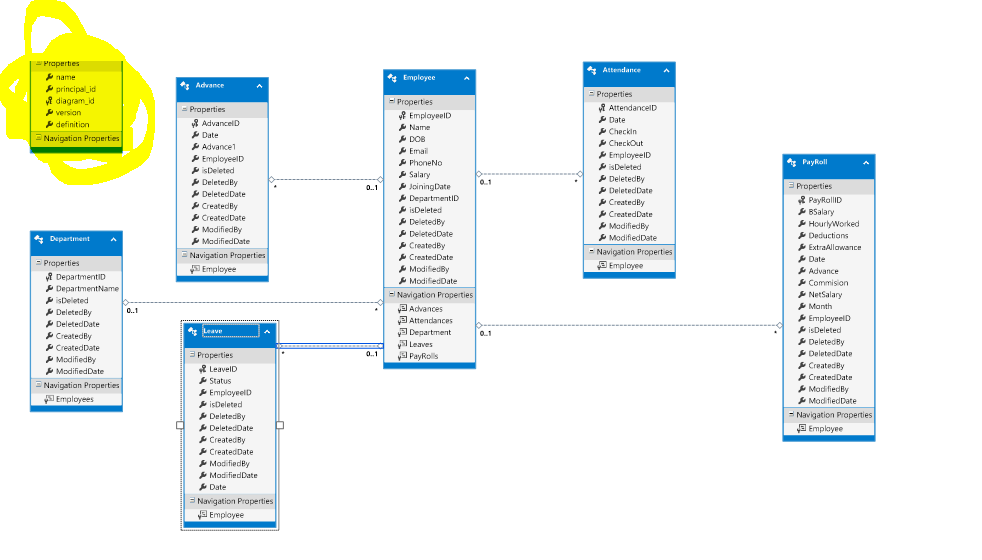 Properties
name
principal_id
diagram_id
version
definition
Navigation Properties
Advance
Properties
AdvanceID
Date
Advance1
EmployeeID
isDeleted
DeletedBy
DeletedDate
CreatedBy
CreatedDate
ModifiedBy
ModifiedDate
Navigation Properties
Employee
*
0..1
Employee
Properties
EmployeeID
Name
DOB
Email
PhoneNo
Salary
JoiningDate
DepartmentID
isDeleted
DeletedBy
DeletedDate
CreatedBy
CreatedDate
ModifiedBy
ModifiedDate
Navigation Properties
Advances
Attendances
Department
Leaves
PayRolls
0..1
*
Attendance
Properties
AttendanceID
Date
CheckIn
CheckOut
EmployeeID
isDeleted
DeletedBy
DeletedDate
CreatedBy
CreatedDate
ModifiedBy
ModifiedDate
Navigation Properties
Employee
PayRoll
Properties
PayRollID
BSalary
HourlyWorked
Deductions
ExtraAllowance
Date
Advance
Commision
NetSalary
Month
EmployeeID
isDeleted
DeletedBy
DeletedDate
CreatedBy
CreatedDate
ModifiedBy
ModifiedDate
Navigation Properties
Employee
0..1
*
Department
Properties
DepartmentID
DepartmentName
isDeleted
DeletedBy
DeletedDate
CreatedBy
CreatedDate
ModifiedBy
ModifiedDate
Navigation Properties
Employees
0..1
*
Leave
Properties
LeaveID
Status
EmployeeID
isDeleted
DeletedBy
DeletedDate
CreatedBy
CreatedDate
ModifiedBy
ModifiedDate
Date
Navigation Properties
Employee
*
0..1